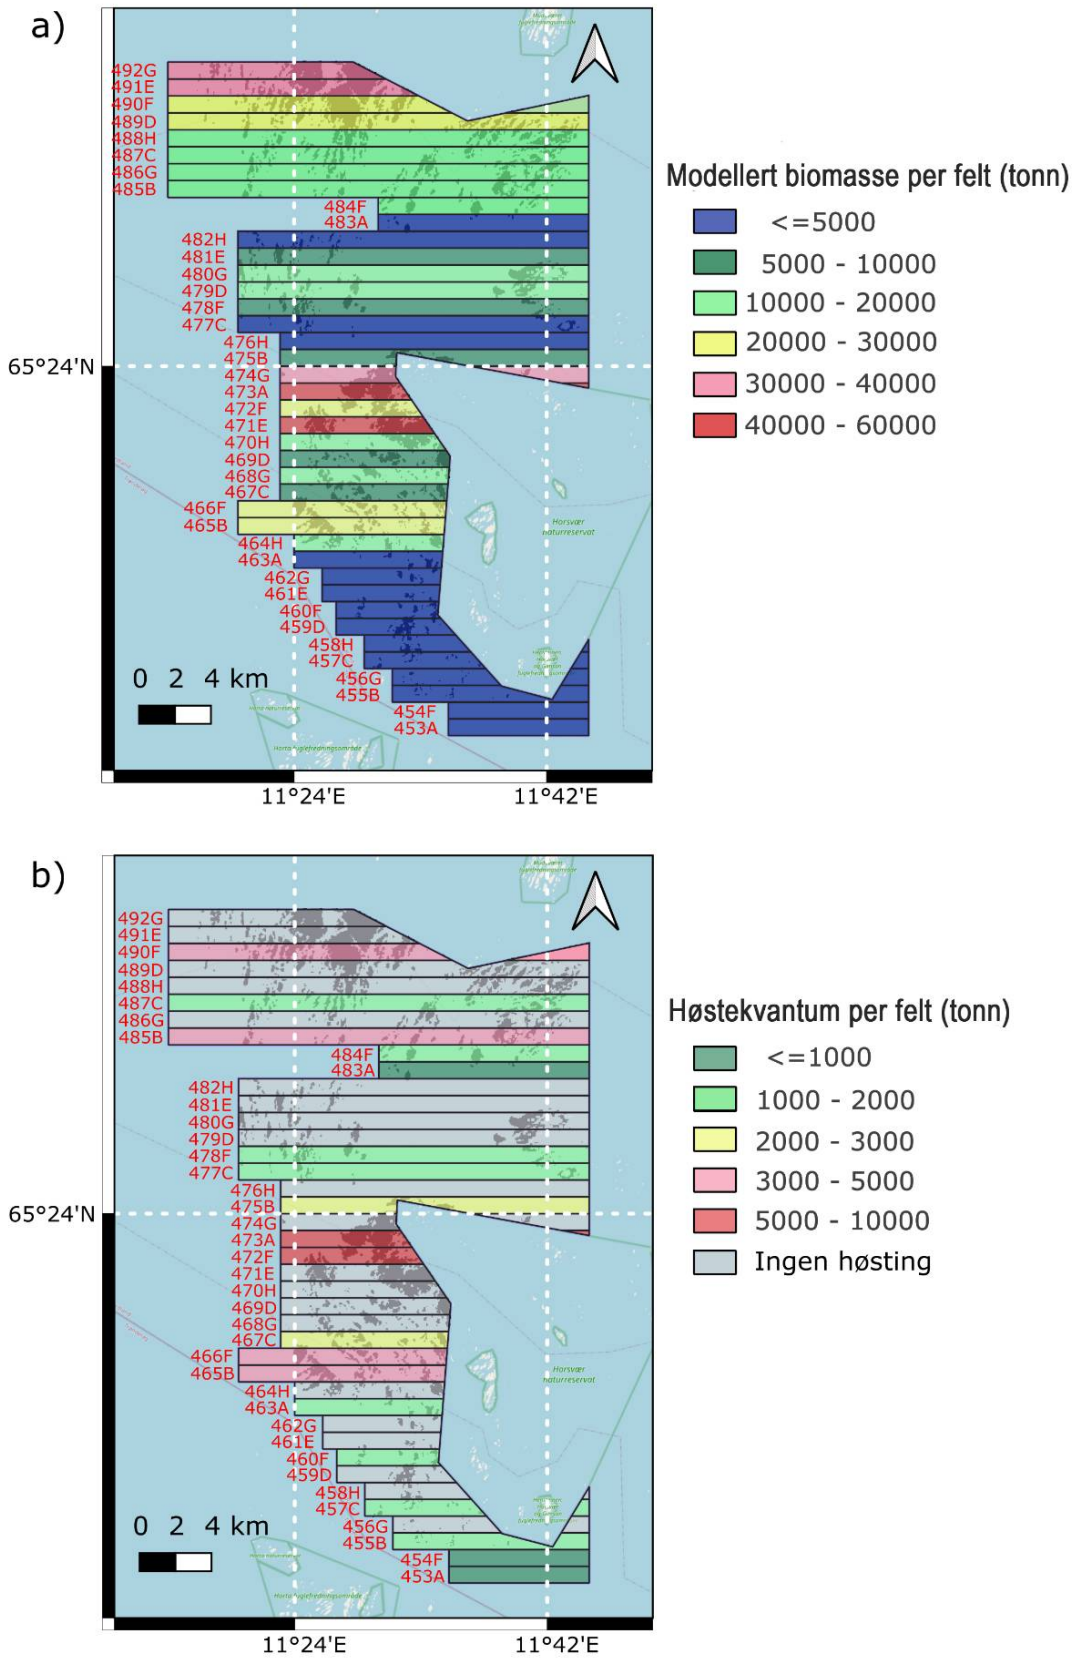 a)
492G
491E
490F
489D
488H
487C
486G
485B
484F
483A
482H
481E
480G
479D
478F
477C
476H
475B
65°24'N
474G
473A
472F
471E
470H
469D
468G
467C
466F
465B
464H
463A
462G
461E
460F
459D
458H
457C
456G
455B
454F
453A
Horsvær
naturreservat
0 2 4 km
11°24'E
11°42'E
Modellert biomasse per felt (tonn)
<=5000
5000 - 10000
10000 - 20000
20000 - 30000
30000 - 40000
40000 - 60000
b)
492G
491E
490F
489D
488H
487C
486G
485B
484F
483A
482H
481E
480G
479D
478F
477C
476H
475B
65°24'N
474G
473A
472F
471E
470H
469D
468G
467C
466F
465B
464H
463A
462G
461E
460F
459D
458H
457C
456G
455B
454F
453A
Horsvær
naturreservat
0 2 4 km
11°24'E
11°42'E
Høstekvantum per felt (tonn)
<=1000
1000 - 2000
2000 - 3000
3000 - 5000
5000 - 10000
Ingen høsting